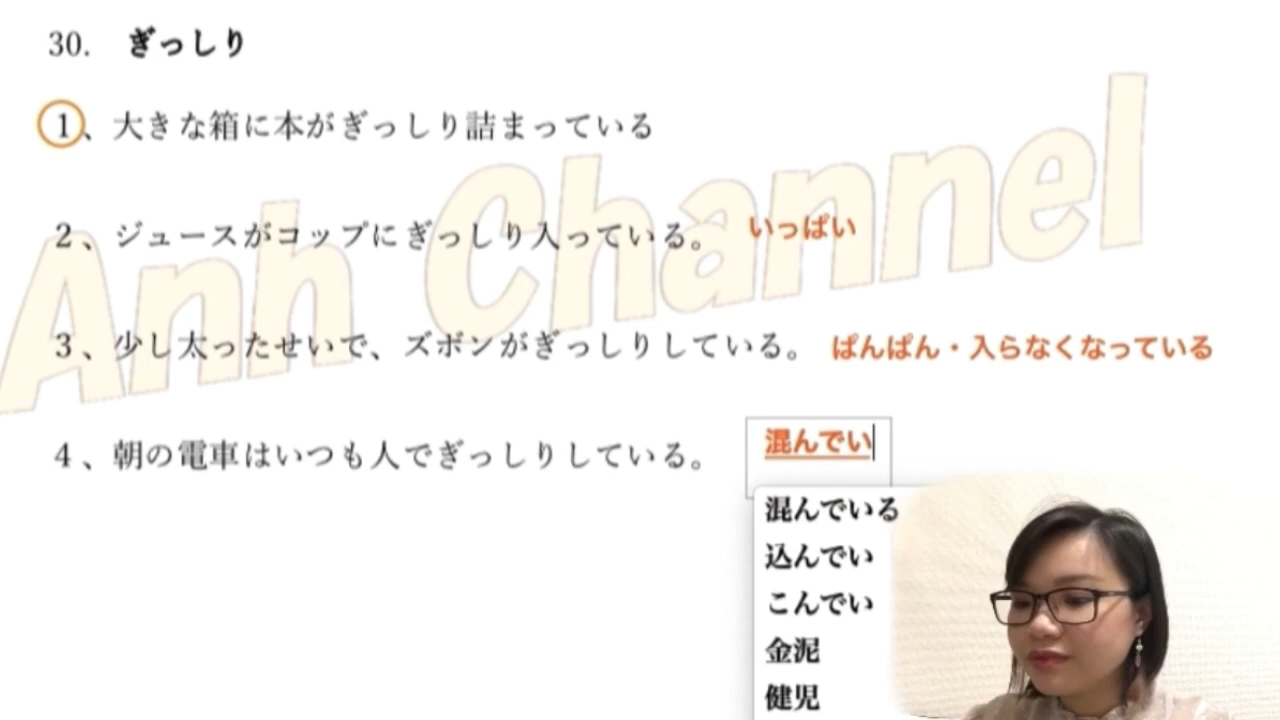 30. ぎっしり
1、大きな箱に本がぎっしり詰まっている
2、ジュースがコップにぎっしり入っている。 いっぱい
3、少し太ったせいで、ズボンがぎっしりしている。 ぱんぱん・入らなくなっている
4、朝の電車はいつも人でぎっしりしている。 混んでい
混んでいる
込んでい
こんでい
金泥
健児
Anh Channel